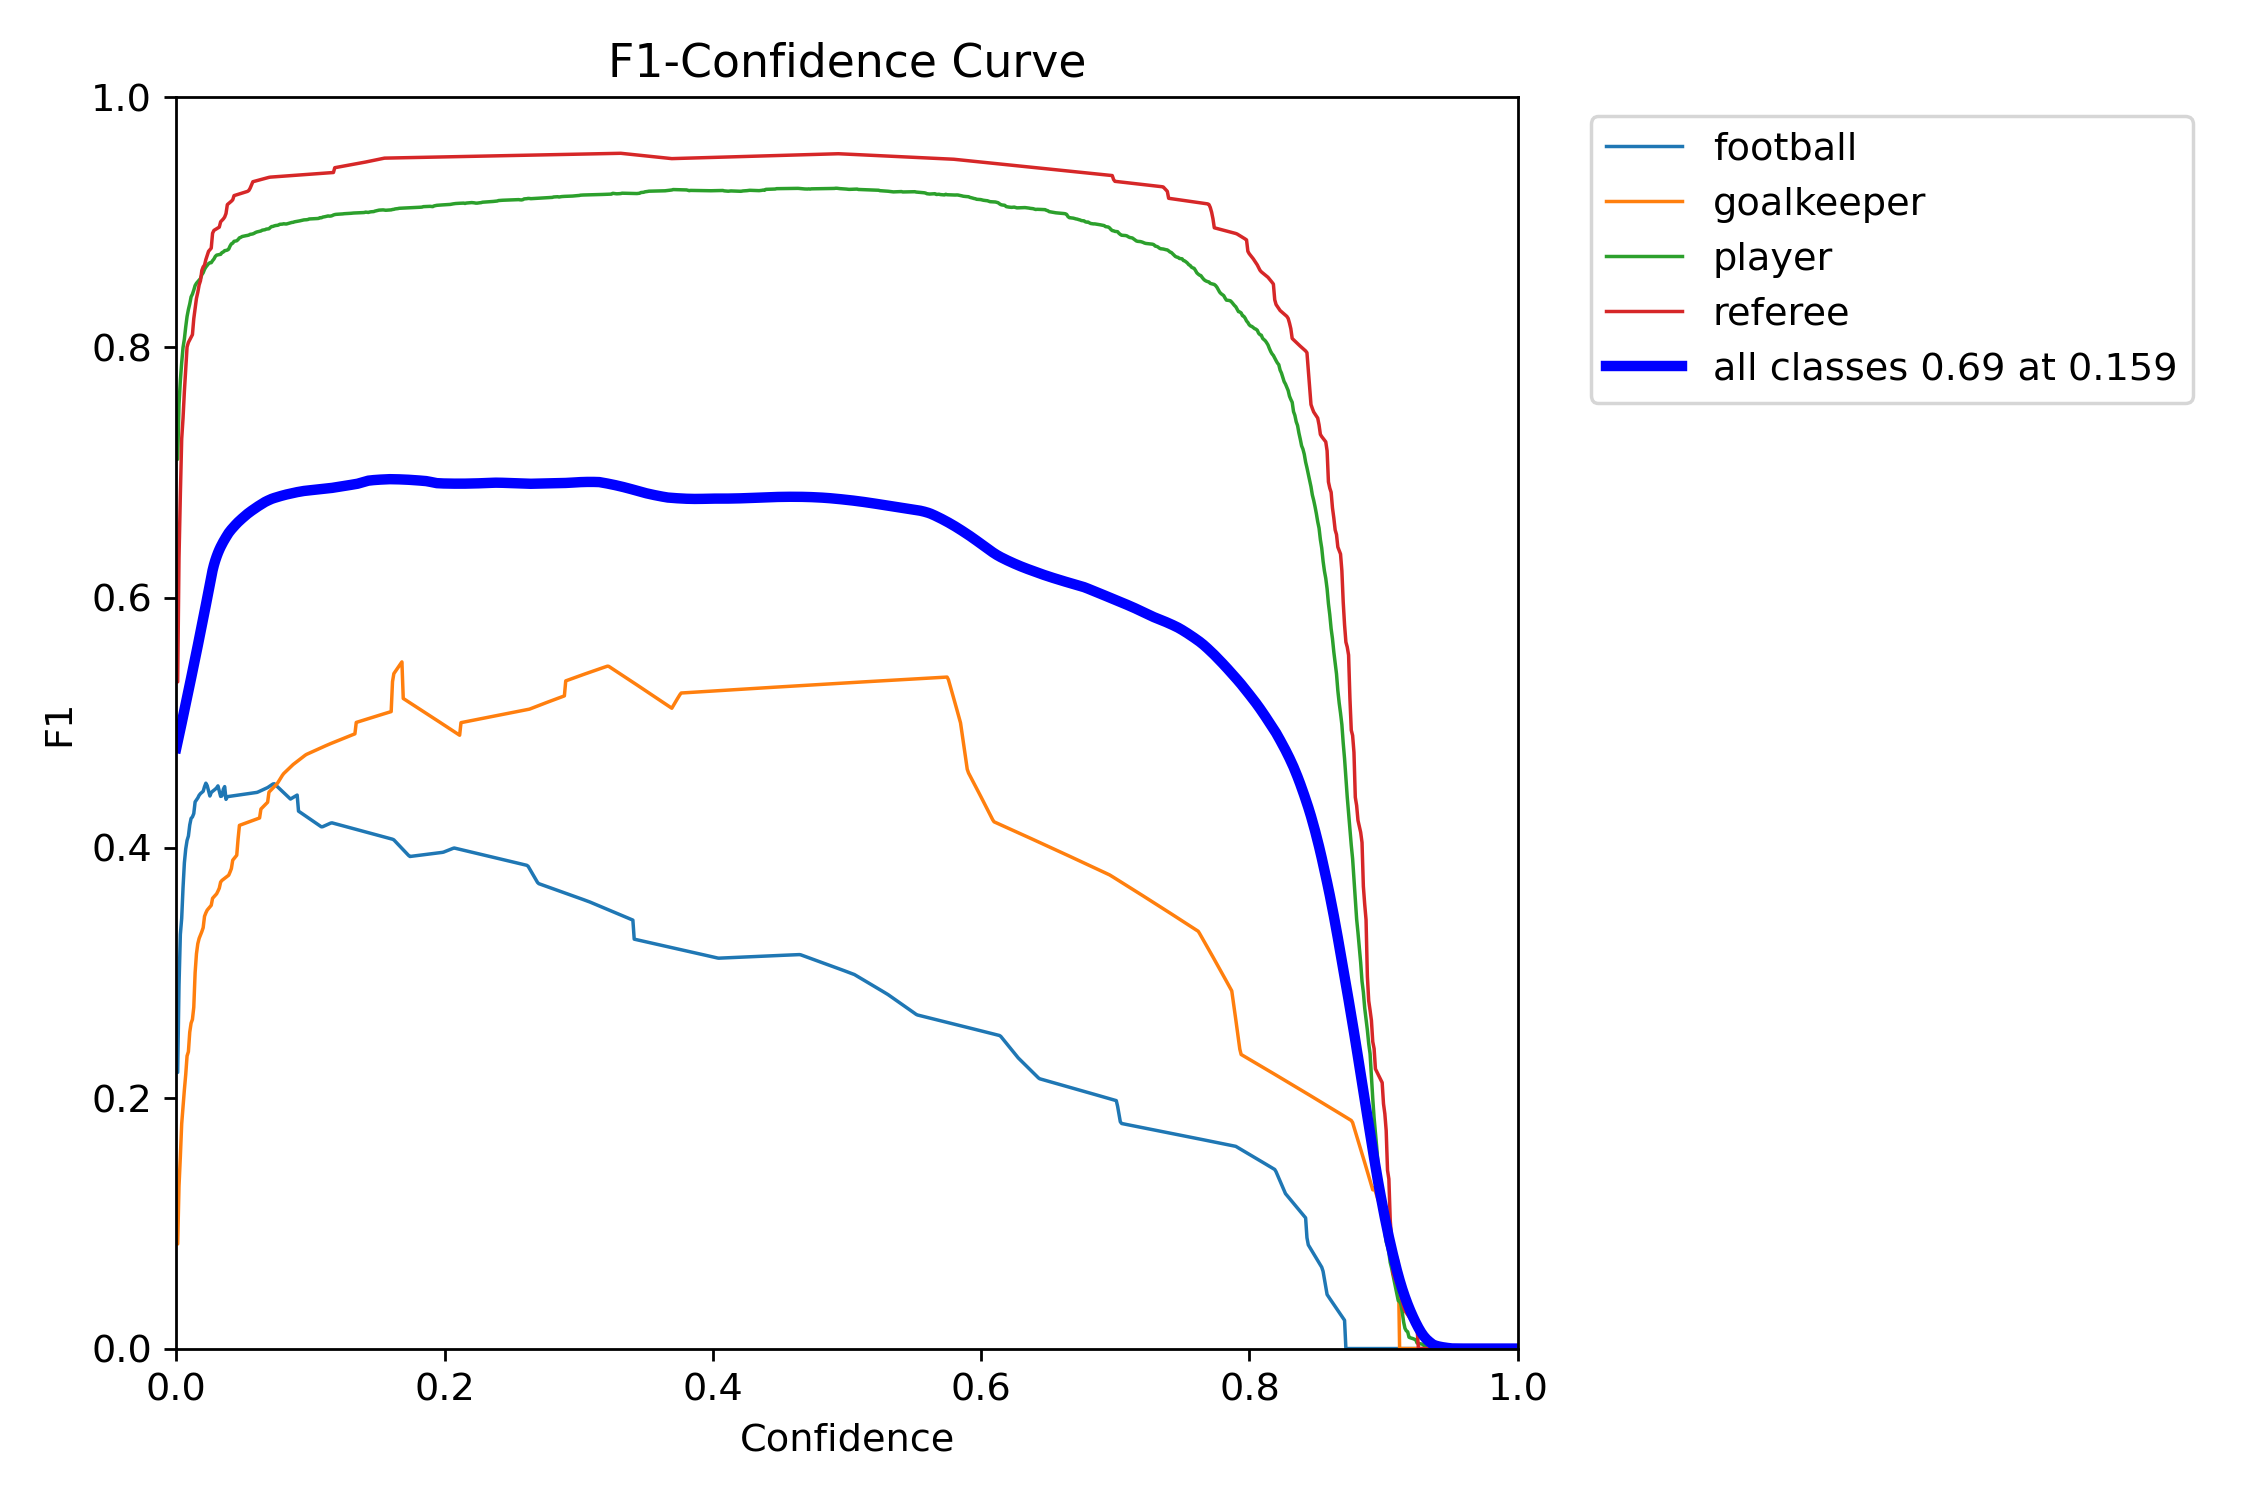 F1-Confidence Curve
1.0
0.8
0.6
0.4
0.2
0.0
F1
0.0 0.2 0.4 0.6 0.8 1.0
Confidence
football
goalkeeper
player
referee
all classes 0.69 at 0.159